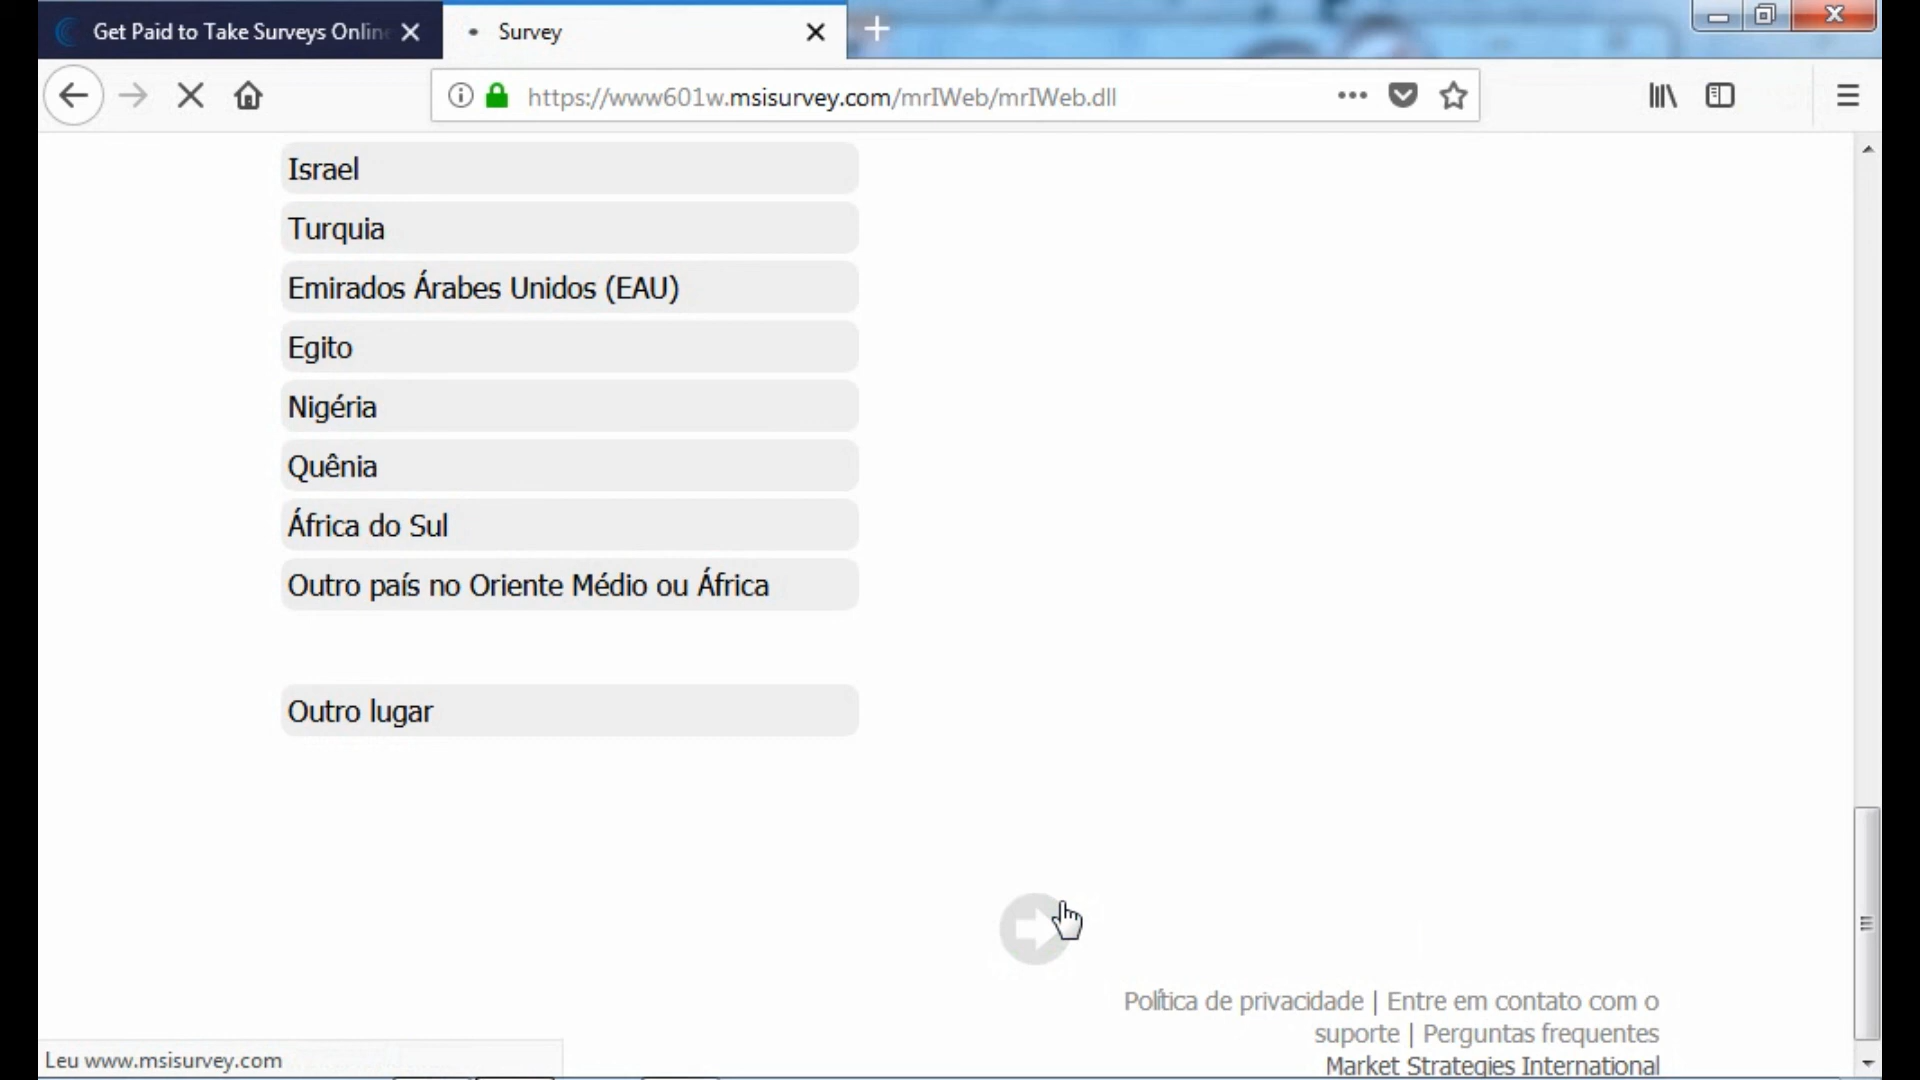 Get Paid to Take Surveys Online
Survey
https://www601w.msisurvey.com/mrIWeb/mrIWeb.dll
Israel
Turquia
Emirados Árabes Unidos (EAU)
Egito
Nigéria
Quênia
África do Sul
Outro país no Oriente Médio ou África
Outro lugar
Política de privacidade | Entre em contato com o
suporte | Perguntas frequentes
Market Strategies International
Leu www.msisurvey.com